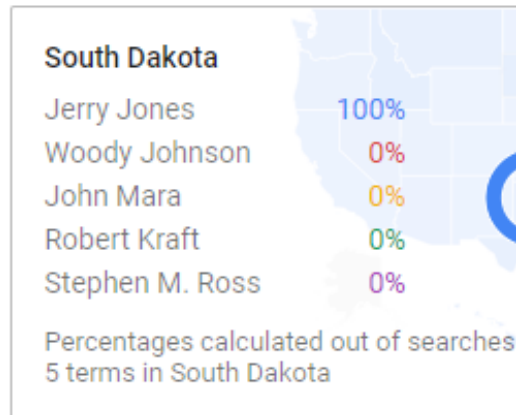 South Dakota
Jerry Jones 100%
Woody Johnson 0%
John Mara 0%
Robert Kraft 0%
Stephen M. Ross 0%
Percentages calculated out of searches
5 terms in South Dakota